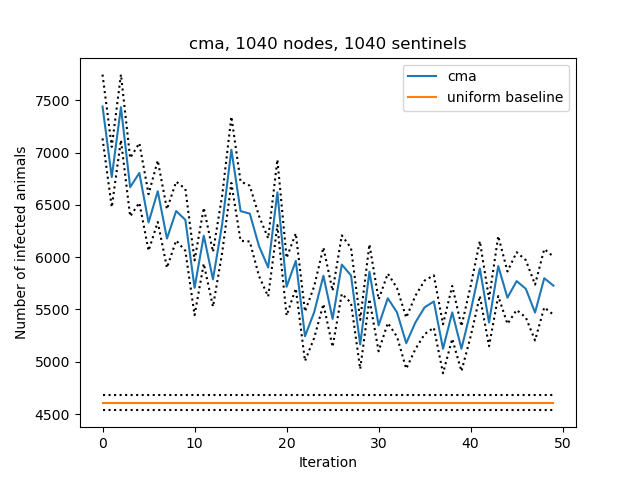 cma, 1040 nodes, 1040 sentinels
cma
uniform baseline
Number of infected animals
7500
7000
6500
6000
5500
5000
4500
0
10
20
30
40
50
Iteration